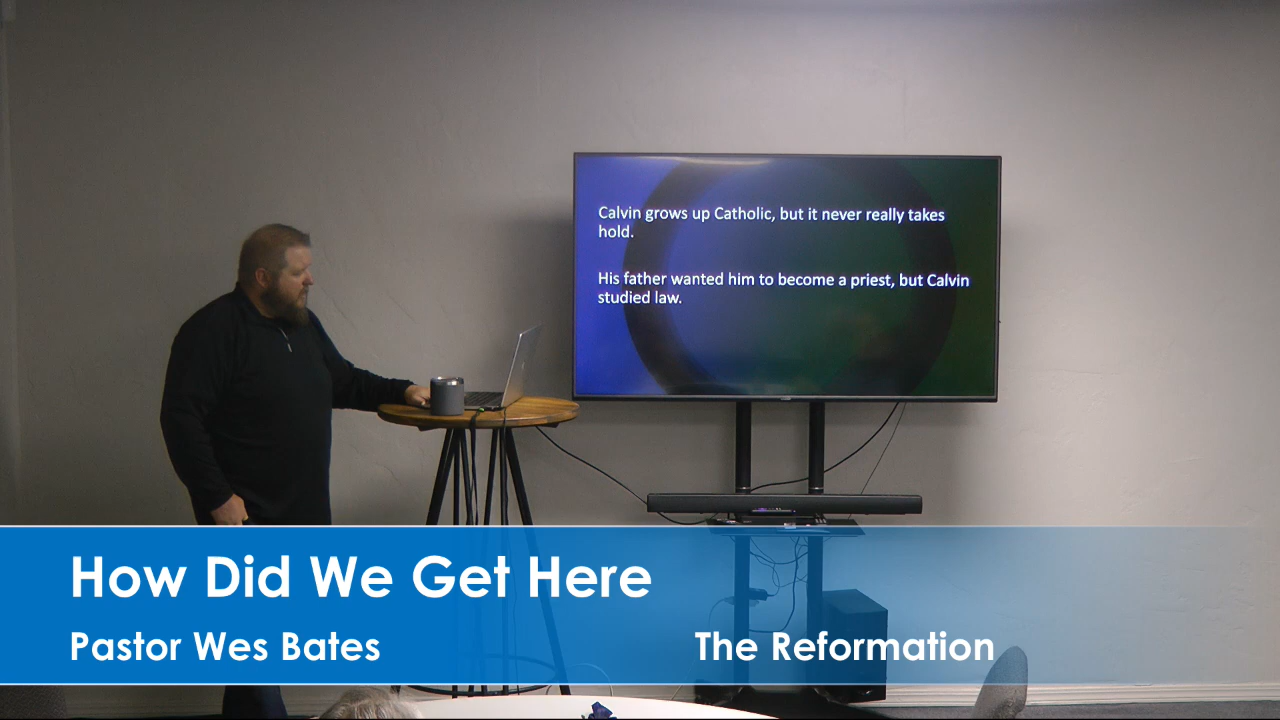 Calvin grows up Catholic, but it never really takes
hold.
His father wanted him to become a priest, but Calvin
studied law.
How Did We Get Here
Pastor Wes Bates
The Reformation